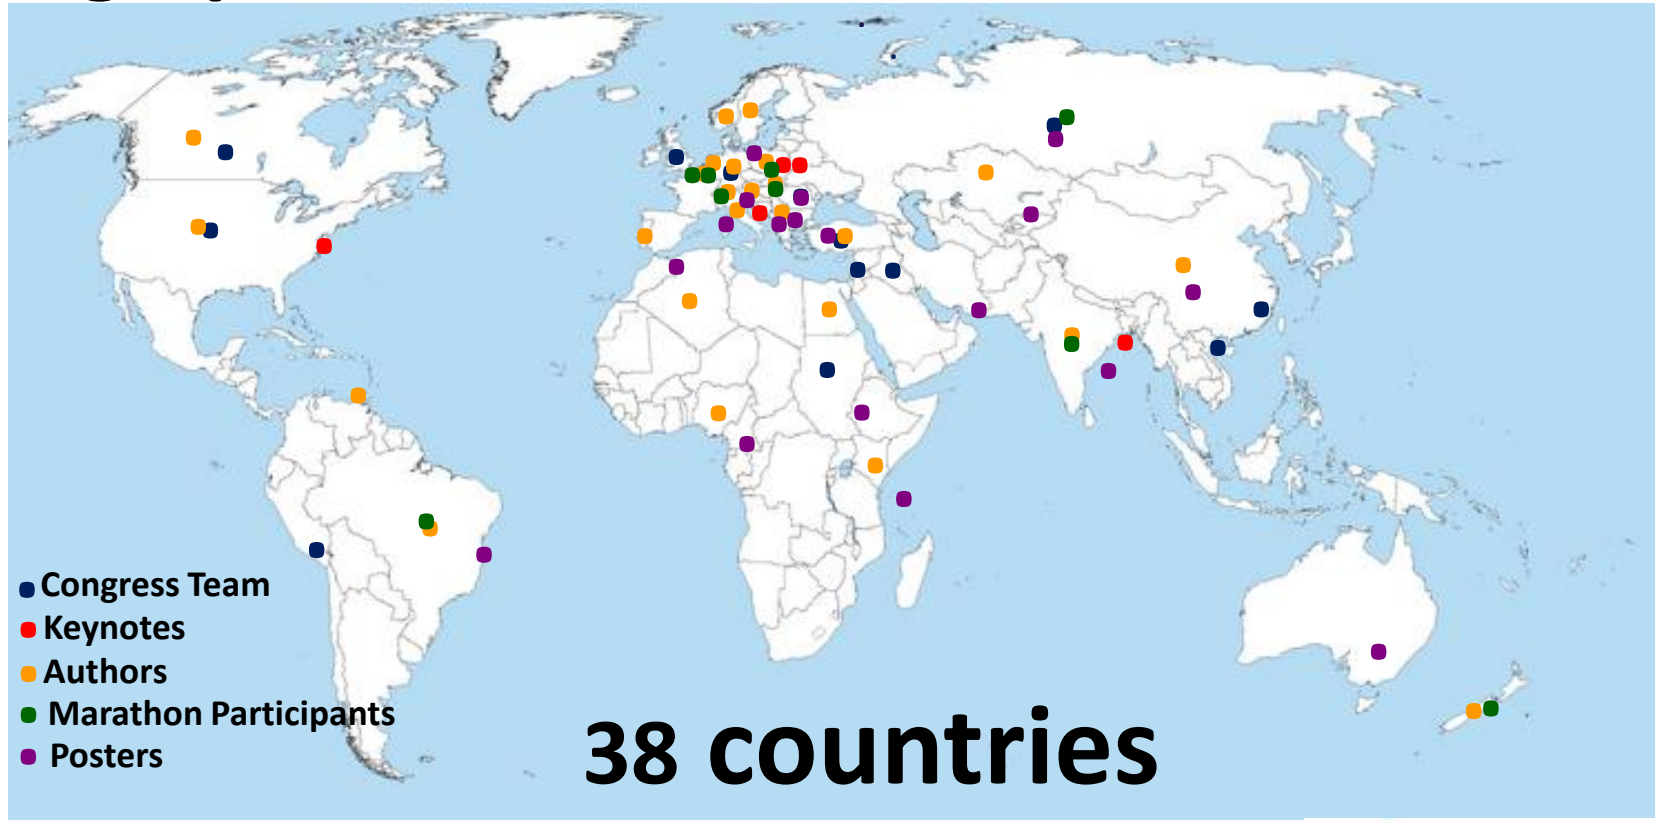 Congress Team
Keynotes
Authors
Marathon Participants
Posters
38 countries